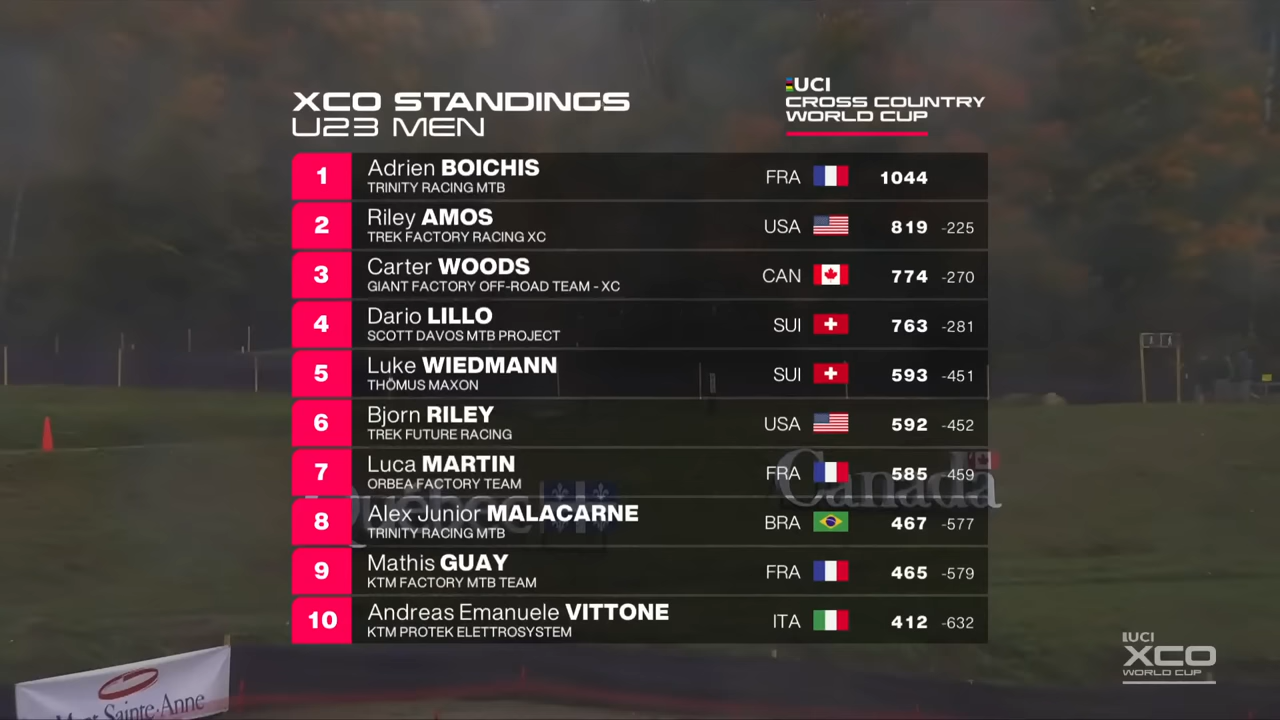 XCO STANDINGS
U23 MEN
UCI
CROSS COUNTRY
WORLD CUP
1 Adrien BOICHIS FRA 1044
TRINITY RACING MTB
2 Riley AMOS USA 819 -225
TREK FACTORY RACING XC
3 Carter WOODS CAN 774 -270
GIANT FACTORY OFF-ROAD TEAM - XC
4 Dario LILLO SUI 763 -281
SCOTT DAVOS MTB PROJECT
5 Luke WIEDMANN SUI 593 -451
THÖMUS MAXON
6 Bjorn RILEY USA 592 -452
TREK FUTURE RACING
7 Luca MARTIN FRA 585 -459
ORBEA FACTORY TEAM
Québec
Canada
8 Alex Junior MALACARNE BRA 467 -577
TRINITY RACING MTB
9 Mathis GUAY FRA 465 -579
KTM FACTORY MTB TEAM
10 Andreas Emanuele VITTONE ITA 412 -632
KTM PROTEK ELETTROSYSTEM
UCI
XCO
WORLD CUP
Mont Sainte-Anne